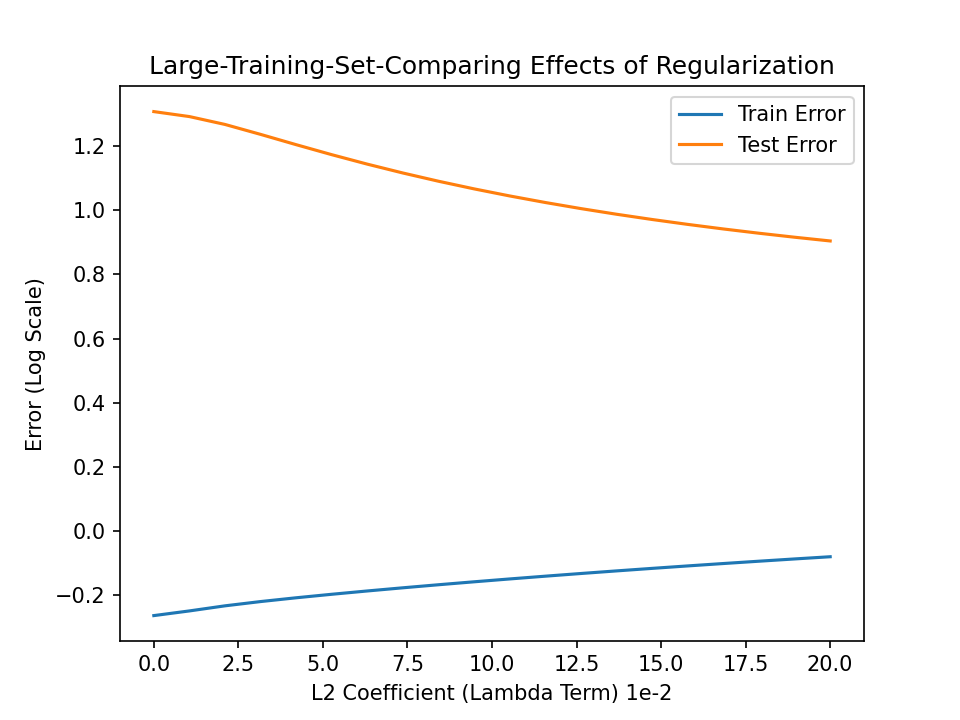 Large-Training-Set-Comparing Effects of Regularization
Train Error
Test Error
1.2
1.0
0.8
0.6
0.4
0.2
0.0
−0.2
Error (Log Scale)
0.0 2.5 5.0 7.5 10.0 12.5 15.0 17.5 20.0
L2 Coefficient (Lambda Term) 1e-2